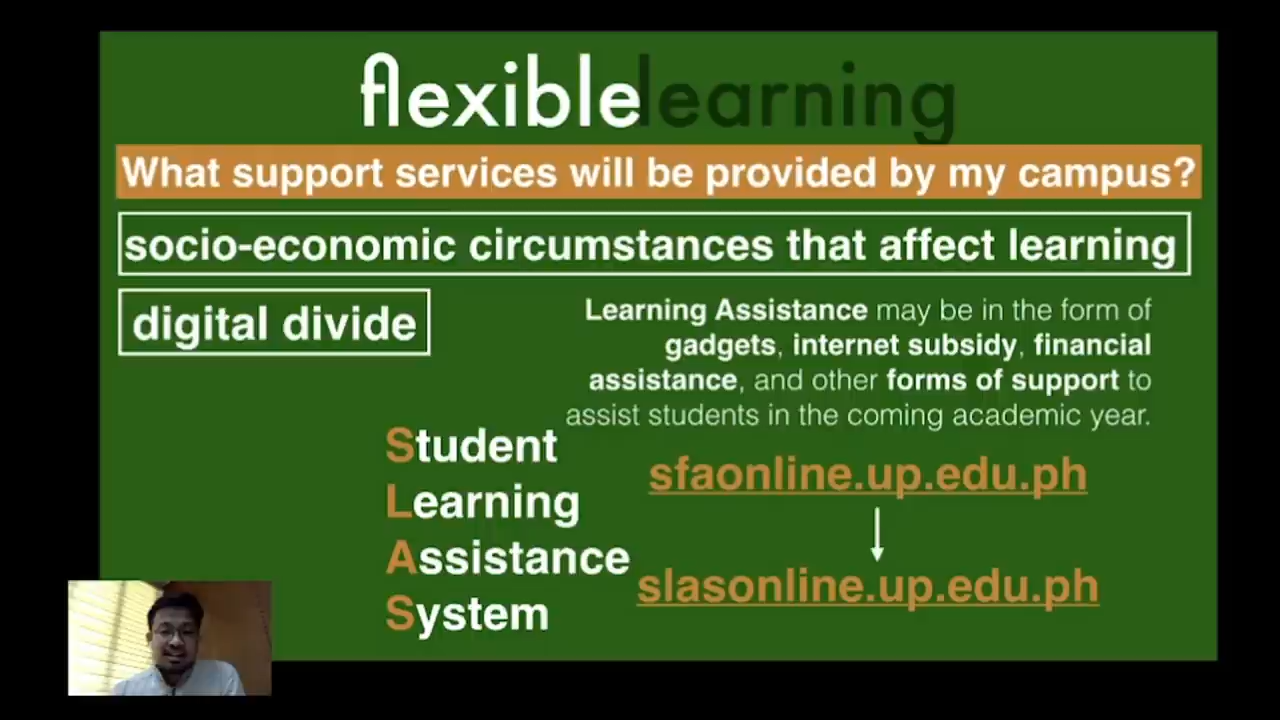 flexiblelearning
What support services will be provided by my campus?
socio-economic circumstances that affect learning
digital divide
Learning Assistance may be in the form of
gadgets, internet subsidy, financial
assistance, and other forms of support to
assist students in the coming academic year.
Student
Learning
Assistance
System
sfaonline.up.edu.ph
slasonline.up.edu.ph